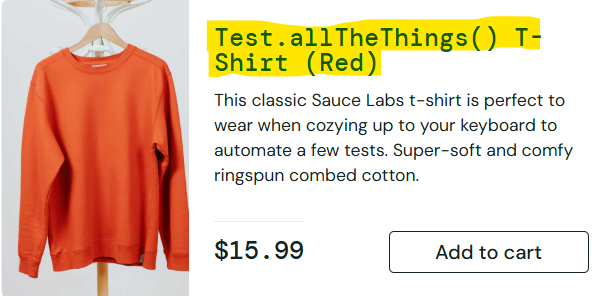 Test.allTheThings() T-
Shirt (Red)
This classic Sauce Labs t-shirt is perfect to
wear when cozying up to your keyboard to
automate a few tests. Super-soft and comfy
ringspun combed cotton.
$15.99
Add to cart